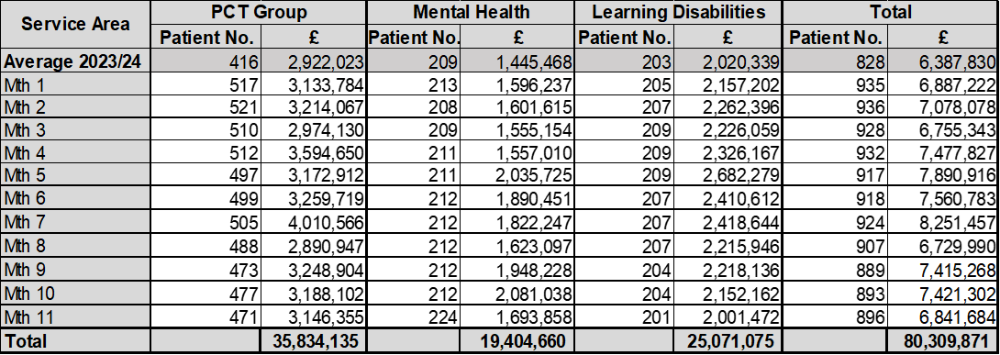 Service Area PCT Group Mental Health Learning Disabilities Total
Patient No. £ Patient No. £ Patient No. £ Patient No. £
Average 2023/24 416 2,922,023 209 1,445,468 203 2,020,339 828 6,387,830
Mth 1 517 3,133,784 213 1,596,237 205 2,157,202 935 6,887,222
Mth 2 521 3,214,067 208 1,601,615 207 2,262,396 936 7,078,078
Mth 3 510 2,974,130 209 1,555,154 209 2,226,059 928 6,755,343
Mth 4 512 3,594,650 211 1,557,010 209 2,326,167 932 7,477,827
Mth 5 497 3,172,912 211 2,035,725 209 2,682,279 917 7,890,916
Mth 6 499 3,259,719 212 1,890,451 207 2,410,612 918 7,560,783
Mth 7 505 4,010,566 212 1,822,247 207 2,418,644 924 8,251,457
Mth 8 488 2,890,947 212 1,623,097 207 2,215,946 907 6,729,990
Mth 9 473 3,248,904 212 1,948,228 204 2,218,136 889 7,415,268
Mth 10 477 3,188,102 212 2,081,038 204 2,152,162 893 7,421,302
Mth 11 471 3,146,355 224 1,693,858 201 2,001,472 896 6,841,684
Total 35,834,135 19,404,660 25,071,075 80,309,871